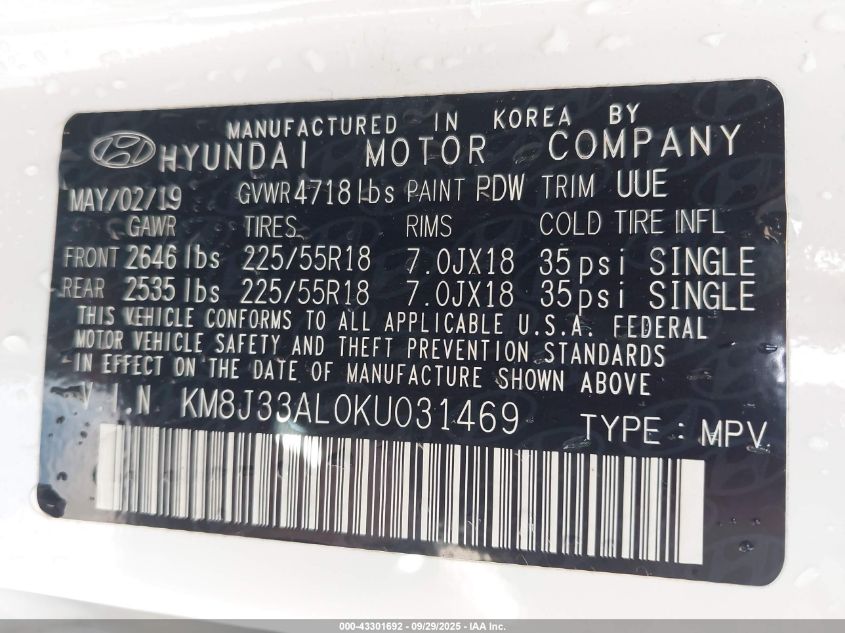 MANUFACTURED IN KOREA BY
HYUNDAI MOTOR COMPANY
MAY/02/19 GVWR 4718 lbs PAINT PDW TRIM UUE
GAWR TIRES RIMS COLD TIRE INFL
FRONT 2646 lbs 225/55R18 7.0JX18 35psi SINGLE
REAR 2535 lbs 225/55R18 7.0JX18 35psi SINGLE
THIS VEHICLE CONFORMS TO ALL APPLICABLE U.S.A. FEDERAL
MOTOR VEHICLE SAFETY AND THEFT PREVENTION STANDARDS
IN EFFECT ON THE DATE OF MANUFACTURE SHOWN ABOVE
V.I.N KM8J33AL0KU031469 TYPE : MPV
000-43301692 - 09/29/2025 - IAA Inc.